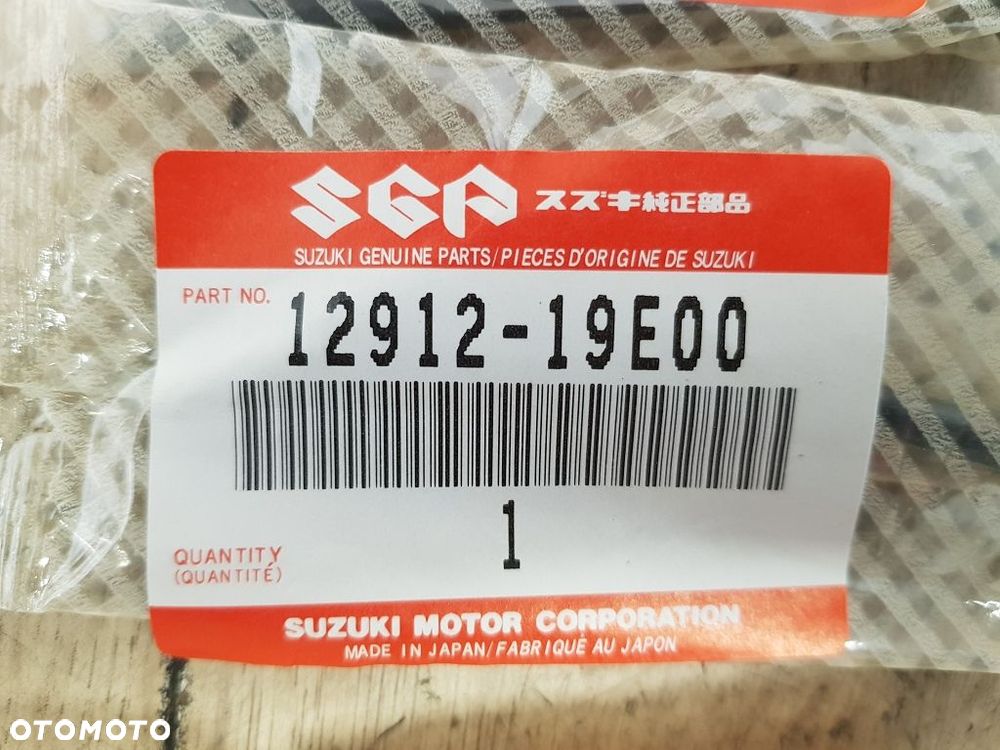 SGP スズキ純正部品
SUZUKI GENUINE PARTS/PIECES D'ORIGINE DE SUZUKI
PART NO. 12912-19E00
1
QUANTITY
(QUANTITÉ)
SUZUKI MOTOR CORPORATION
MADE IN JAPAN/FABRIQUÉ AU JAPON
OTOMOTO